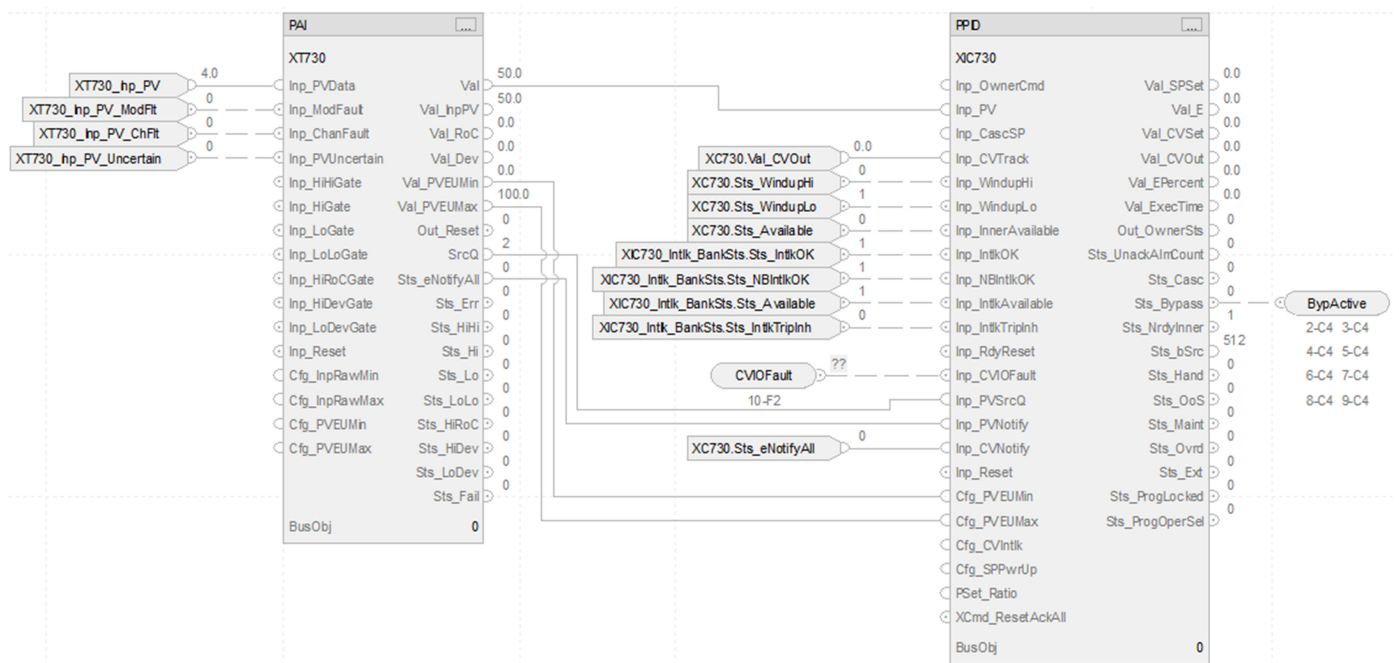 PAI
...
XT730
XT730_Inp_PV
4.0
Inp_PVData
Val
50.0
XT730_Inp_PV_ModFlt
0
Inp_ModFault
Val_InpPV
50.0
XT730_Inp_PV_ChFlt
0
Inp_ChanFault
Val_RoC
0.0
XT730_Inp_PV_Uncertain
0
Inp_PVUncertain
Val_Dev
0.0
Inp_HiHiGate
Val_PVEUMin
0.0
Inp_HiGate
Val_PVEUMax
100.0
Inp_LoGate
Out_Reset
0
Inp_LoLoGate
SrcQ
2
Inp_HiRoCGate
Sts_eNotifyAll
0
Inp_HiDevGate
Sts_Err
0
Inp_LoDevGate
Sts_HiHi
0
Inp_Reset
Sts_Hi
0
Cfg_InpRawMin
Sts_Lo
0
Cfg_InpRawMax
Sts_LoLo
0
Cfg_PVEUMin
Sts_HiRoC
0
Cfg_PVEUMax
Sts_HiDev
0
Sts_LoDev
0
Sts_Fail
0
BusObj
0
XC730.Val_CVOut
0.0
XC730.Sts_WindupHi
0
XC730.Sts_WindupLo
1
XC730.Sts_Available
0
XIC730_Intlk_BankSts.Sts_IntlkOK
1
XIC730_Intlk_BankSts.Sts_NBIntlkOK
1
XIC730_Intlk_BankSts.Sts_Available
1
XIC730_Intlk_BankSts.Sts_IntlkTripInh
0
CVIOFault
??
10-F2
XC730.Sts_eNotifyAll
0
PPID
...
XIC730
Inp_OwnerCmd
Val_SPSet
0.0
Inp_PV
Val_E
0.0
Inp_CascSP
Val_CVSet
0.0
Inp_CVTrack
Val_CVOut
0.0
Inp_WindupHi
Val_EPercent
0.0
Inp_WindupLo
Val_ExecTime
0.0
Inp_InnerAvailable
Out_OwnerSts
0
Inp_IntlkOK
Sts_UnackAlmCount
0
Inp_NBIntlkOK
Sts_Casc
0
Inp_IntlkAvailable
Sts_Bypass
0
Inp_IntlkTripInh
Sts_NrdyInner
1
Inp_RdyReset
Sts_bSrc
512
Inp_CVIOFault
Sts_Hand
0
Inp_PVSrcQ
Sts_OoS
0
Inp_PVNotify
Sts_Maint
0
Inp_CVNotify
Sts_Ovrd
0
Inp_Reset
Sts_Ext
0
Cfg_PVEUMin
Sts_ProgLocked
0
Cfg_PVEUMax
Sts_ProgOperSel
0
Cfg_CVIntlk
Cfg_SPPwrUp
PSet_Ratio
XCmd_ResetAckAll
BusObj
0
BypActive
2-C4 3-C4
4-C4 5-C4
6-C4 7-C4
8-C4 9-C4